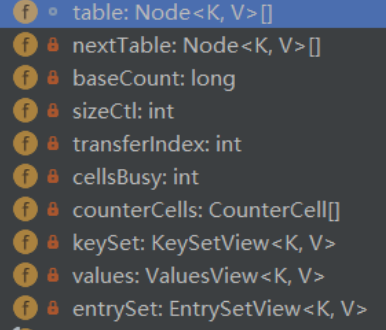 f table: Node<K, V>[]
f nextTable: Node<K, V>[]
f baseCount: long
f sizeCtl: int
f transferIndex: int
f cellsBusy: int
f counterCells: CounterCell[]
f keySet: KeySetView<K, V>
f values: ValuesView<K, V>
f entrySet: EntrySetView<K, V>